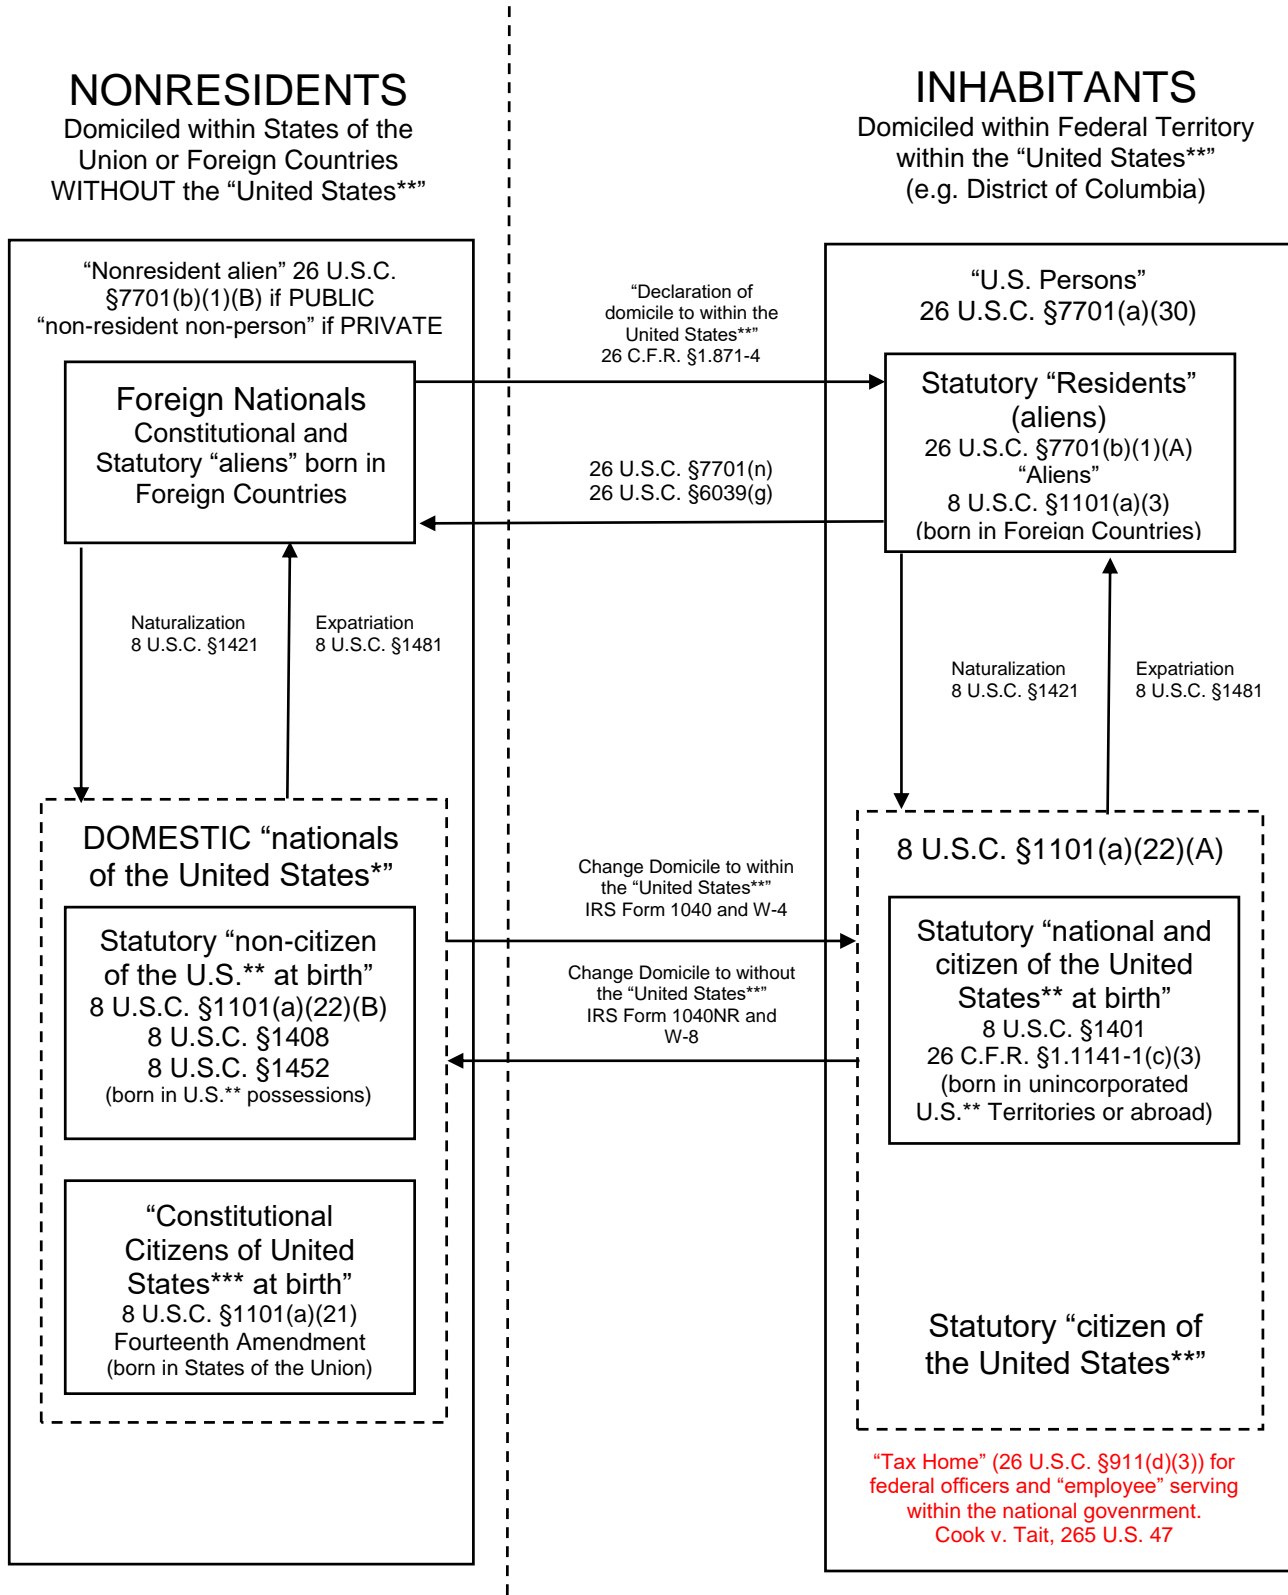 NONRESIDENTS
Domiciled within States of the
Union or Foreign Countries
WITHOUT the “United States**”
INHABITANTS
Domiciled within Federal Territory
within the “United States**”
(e.g. District of Columbia)
“Nonresident alien” 26 U.S.C.
§7701(b)(1)(B) if PUBLIC
“non-resident non-person” if PRIVATE
Foreign Nationals
Constitutional and
Statutory “aliens” born in
Foreign Countries
“Declaration of
domicile to within the
United States**”
26 C.F.R. §1.871-4
26 U.S.C. §7701(n)
26 U.S.C. §6039(g)
“U.S. Persons”
26 U.S.C. §7701(a)(30)
Statutory “Residents”
(aliens)
26 U.S.C. §7701(b)(1)(A)
“Aliens”
8 U.S.C. §1101(a)(3)
(born in Foreign Countries)
Naturalization
8 U.S.C. §1421
Expatriation
8 U.S.C. §1481
Naturalization
8 U.S.C. §1421
Expatriation
8 U.S.C. §1481
DOMESTIC “nationals
of the United States*”
Statutory “non-citizen
of the U.S.** at birth”
8 U.S.C. §1101(a)(22)(B)
8 U.S.C. §1408
8 U.S.C. §1452
(born in U.S.** possessions)
“Constitutional
Citizens of United
States*** at birth”
8 U.S.C. §1101(a)(21)
Fourteenth Amendment
(born in States of the Union)
Change Domicile to within
the “United States**”
IRS Form 1040 and W-4
Change Domicile to without
the “United States**”
IRS Form 1040NR and
W-8
8 U.S.C. §1101(a)(22)(A)
Statutory “national and
citizen of the United
States** at birth”
8 U.S.C. §1401
26 C.F.R. §1.1141-1(c)(3)
(born in unincorporated
U.S.** Territories or abroad)
Statutory “citizen of
the United States**”
“Tax Home” (26 U.S.C. §911(d)(3)) for
federal officers and “employee” serving
within the national govenrment.
Cook v. Tait, 265 U.S. 47